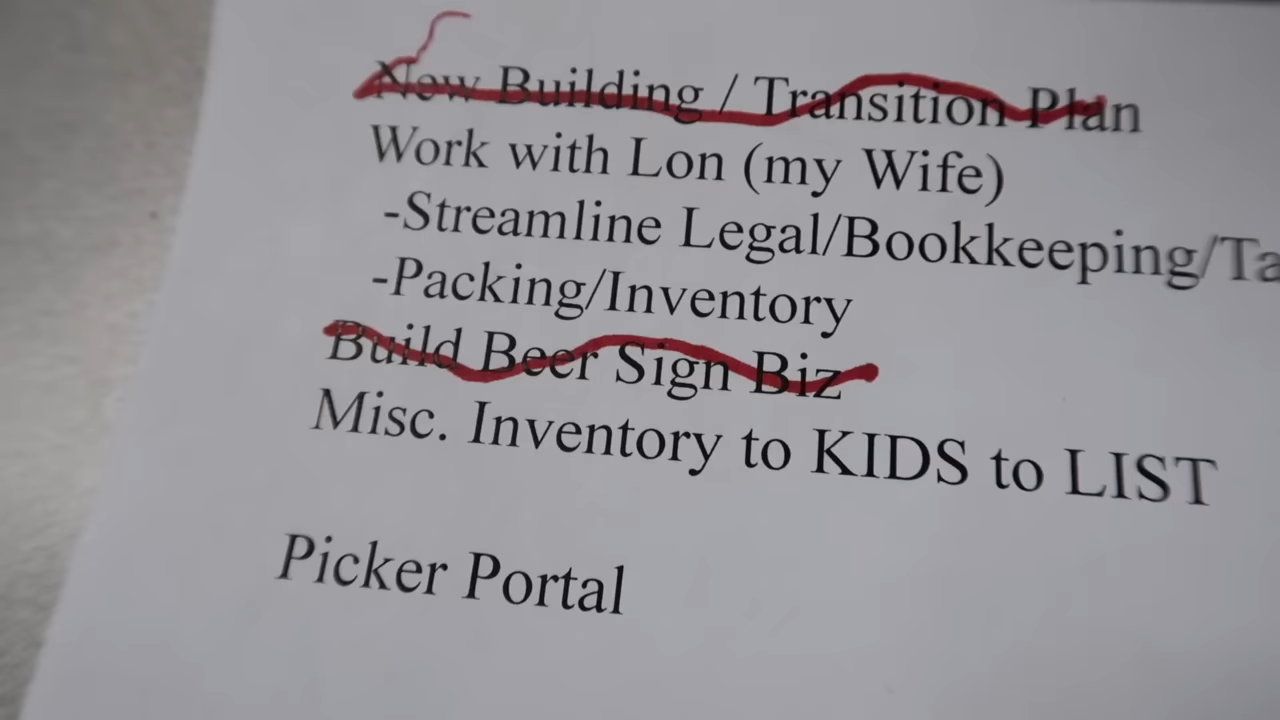 New Building / Transition Plan
Work with Lon (my Wife)
-Streamline Legal/Bookkeeping/Ta
-Packing/Inventory
Build Beer Sign Biz
Misc. Inventory to KIDS to LIST
Picker Portal